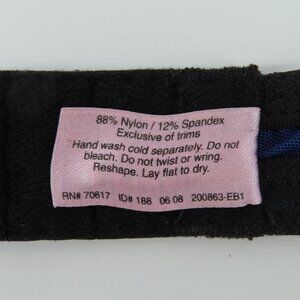 88% Nylon / 12% Spandex
Exclusive of trims
Hand wash cold separately. Do not
bleach. Do not twist or wring.
Reshape. Lay flat to dry.
RN# 70817 ID# 188 06 08 200863-EB1